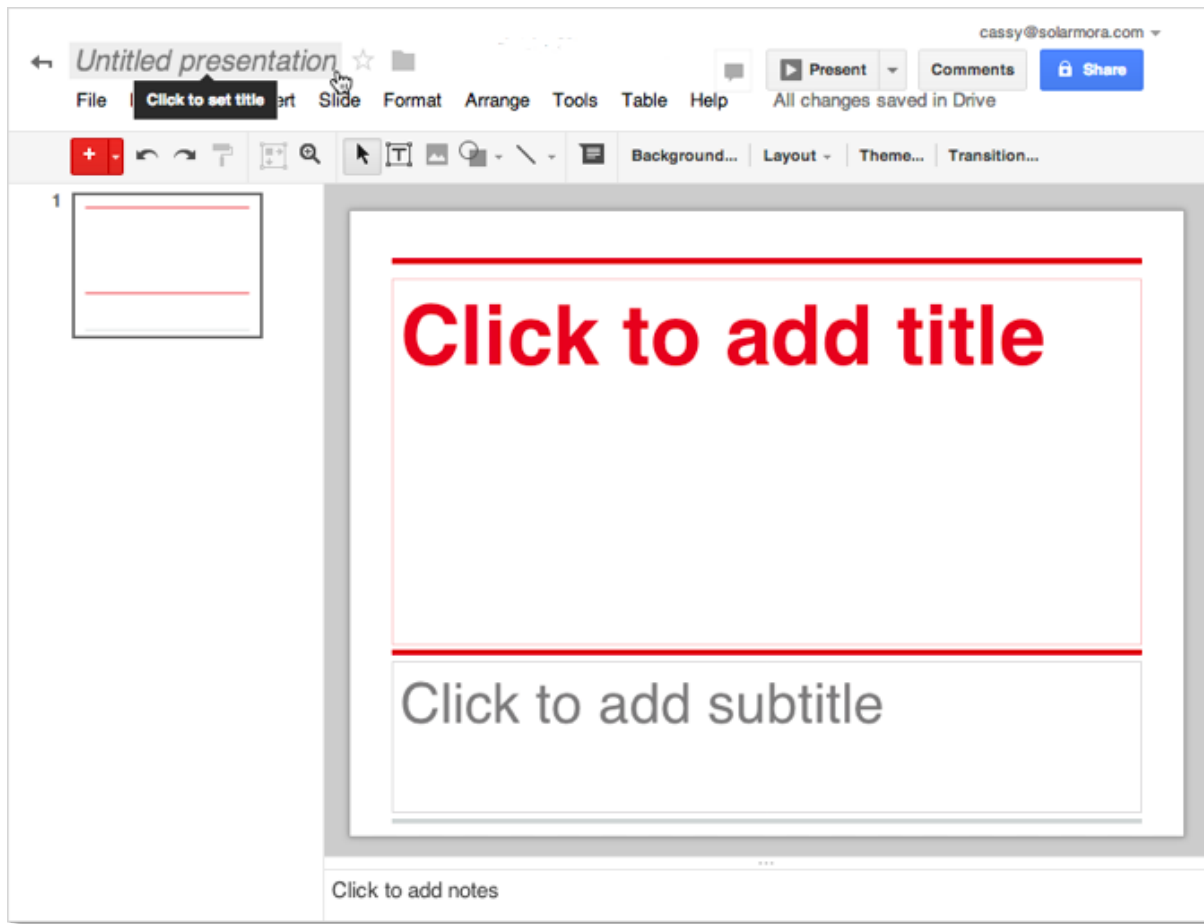 cassy@solarmora.com
Untitled presentation
Present
Comments
Share
Click to set title
File ert Slide Format Arrange Tools Table Help All changes saved in Drive
Background... Layout Theme... Transition...
1
Click to add title
Click to add subtitle
Click to add notes